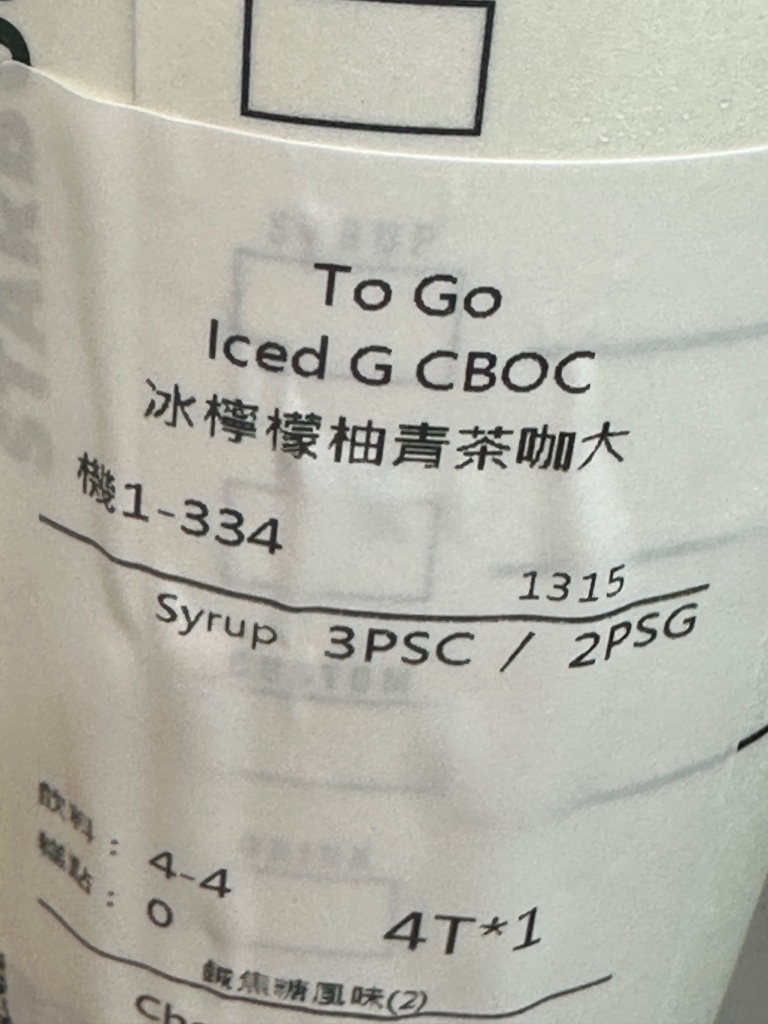 To Go
Iced G CBOC
冰檸檬柚青茶咖大
機1-334
1315
Syrup 3PSC / 2PSG
飲料： 4-4
餐點： 0
4T*1
鹹焦糖風味(2)